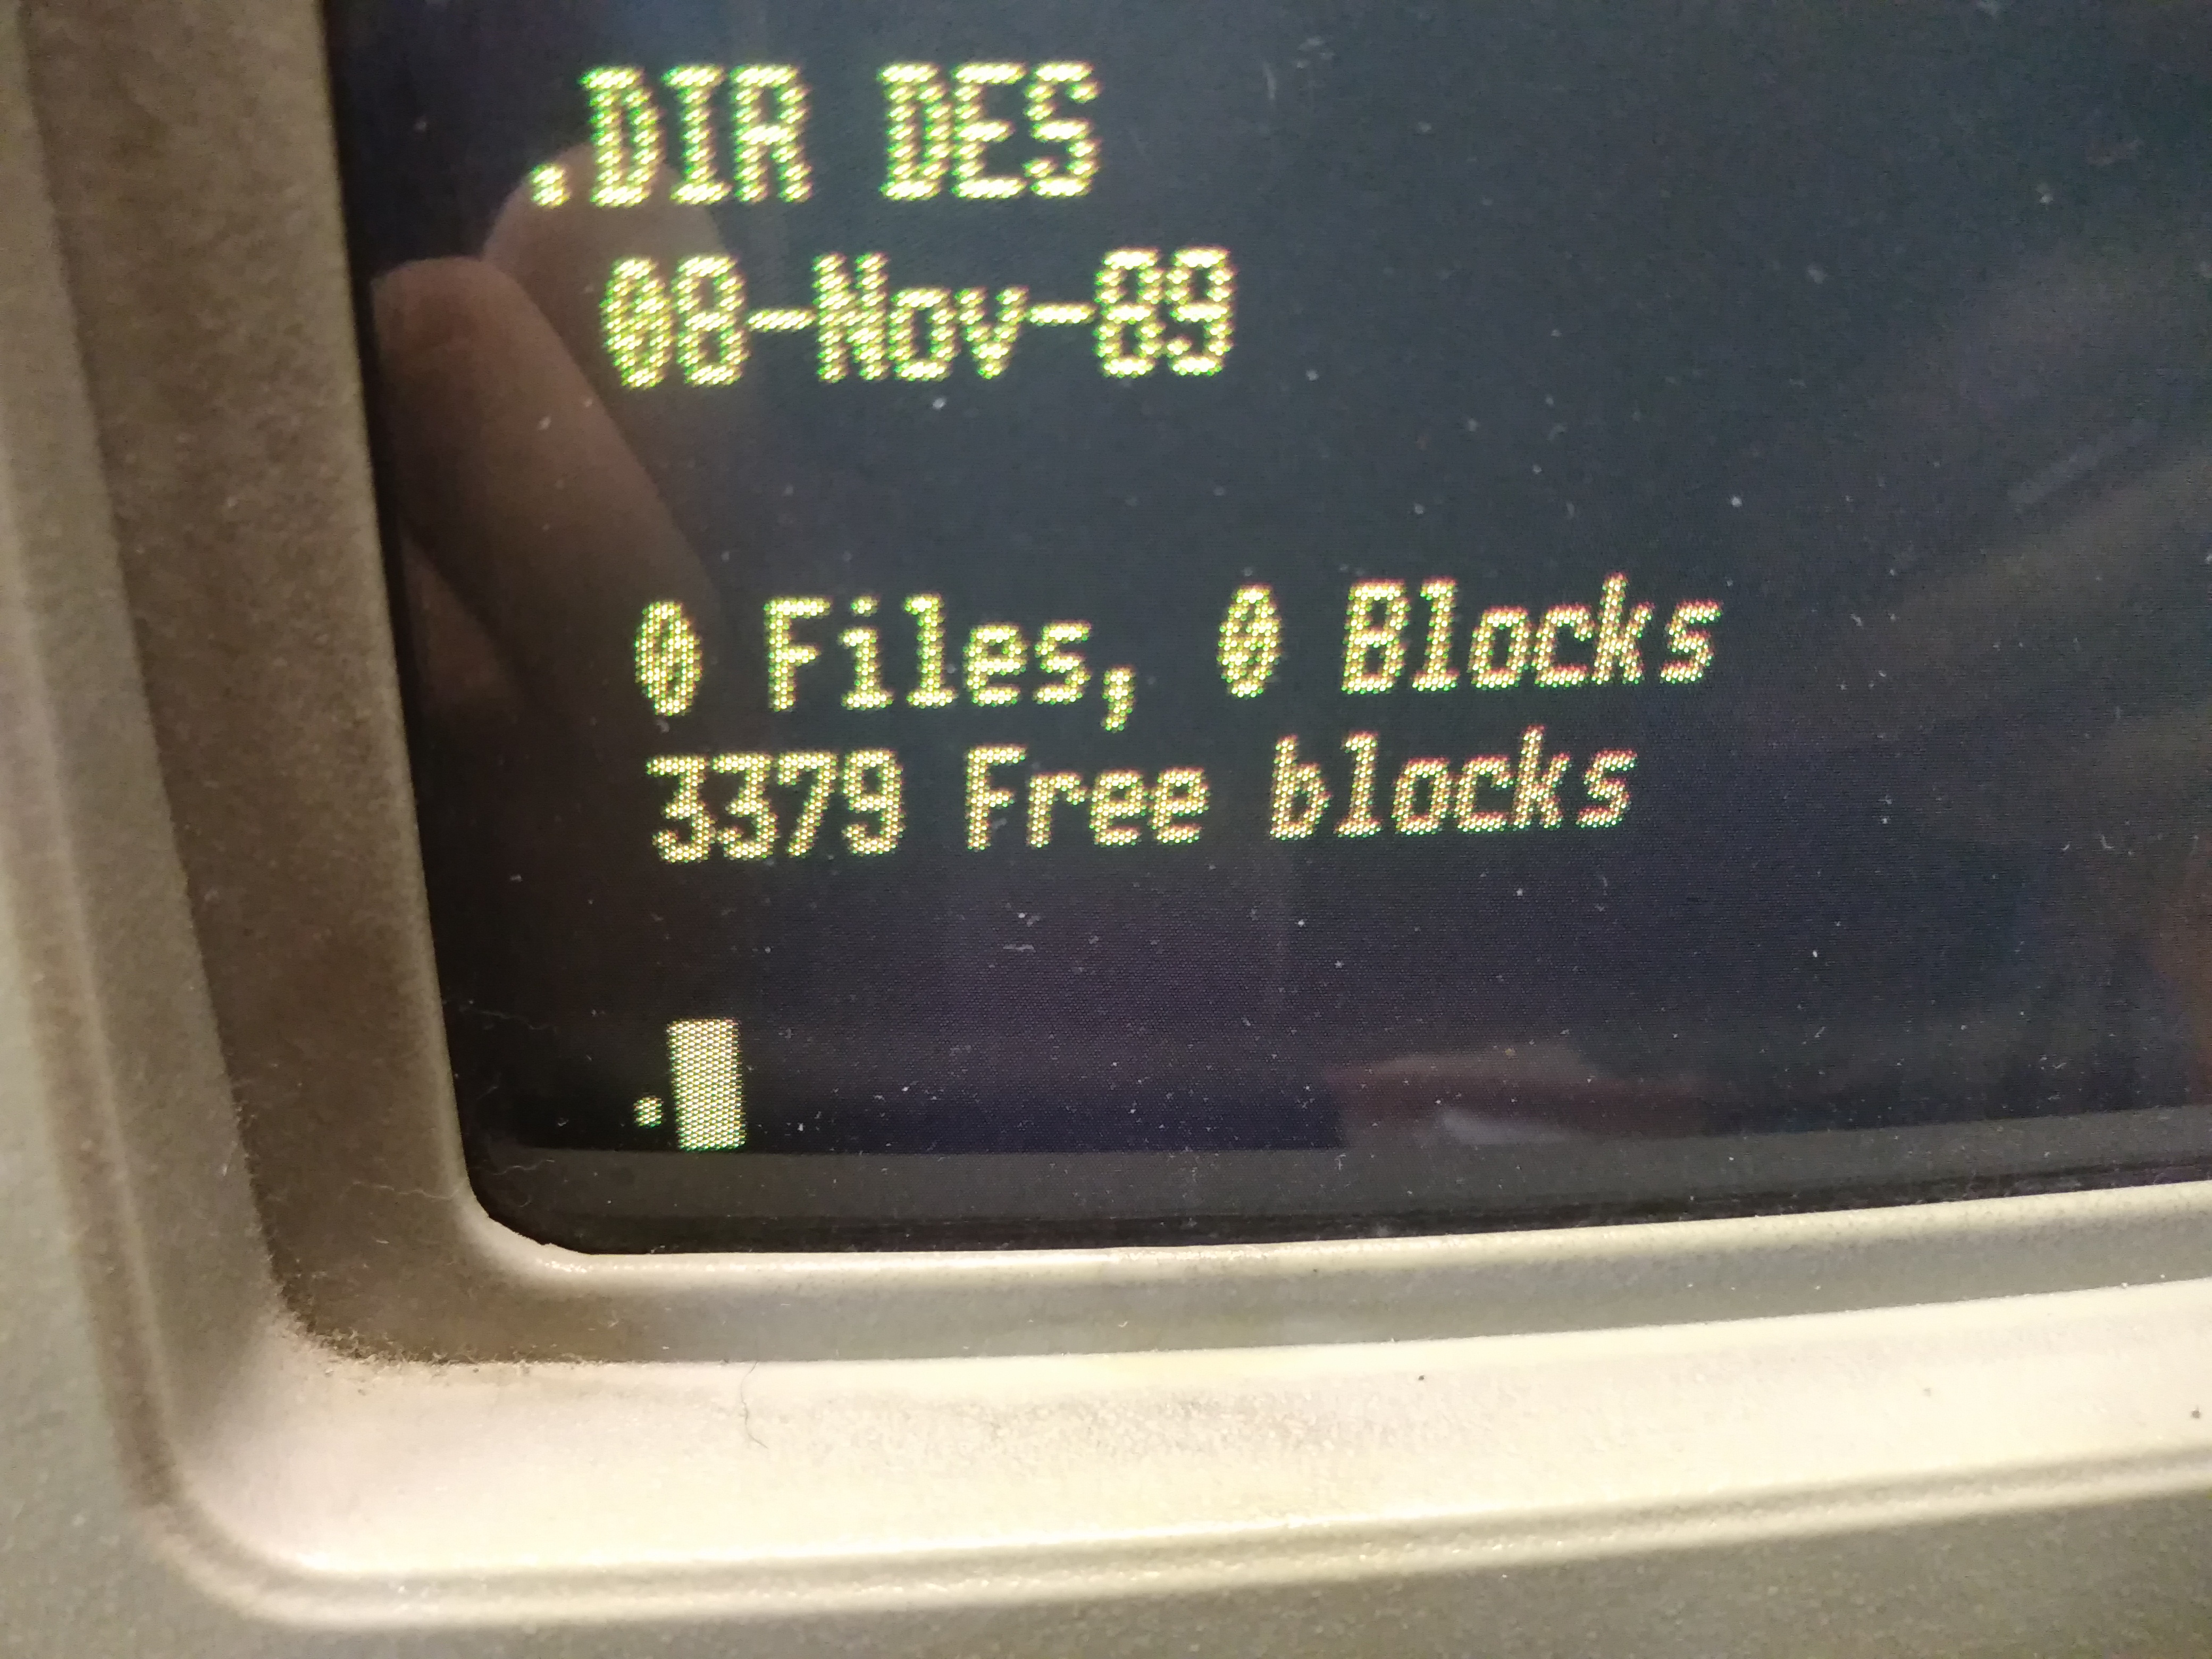 .DIR DES
08-Nov-89
0 Files, 0 Blocks
3379 Free blocks
.